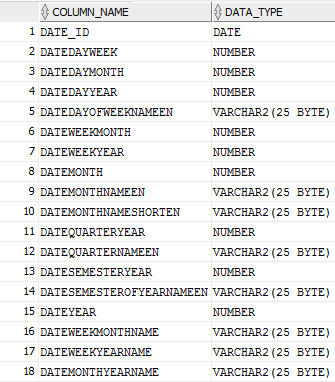 COLUMN_NAME DATA_TYPE
1 DATE_ID DATE
2 DATEDAYWEEK NUMBER
3 DATEDAYMONTH NUMBER
4 DATEDAYYEAR NUMBER
5 DATEDAYOFWEEKNAMEEN VARCHAR2(25 BYTE)
6 DATEWEEKMONTH NUMBER
7 DATEWEEKYEAR NUMBER
8 DATEMONTH NUMBER
9 DATEMONTHNAMEEN VARCHAR2(25 BYTE)
10 DATEMONTHNAMESHORTEN VARCHAR2(25 BYTE)
11 DATEQUARTERYEAR NUMBER
12 DATEQUARTERNAMEEN VARCHAR2(25 BYTE)
13 DATESEMESTERYEAR NUMBER
14 DATESEMESTEROFYEARNAMEEN VARCHAR2(25 BYTE)
15 DATEYEAR NUMBER
16 DATEWEEKMONTHNAME VARCHAR2(25 BYTE)
17 DATEWEEKYEARNAME VARCHAR2(25 BYTE)
18 DATEMONTHYEARNAME VARCHAR2(25 BYTE)